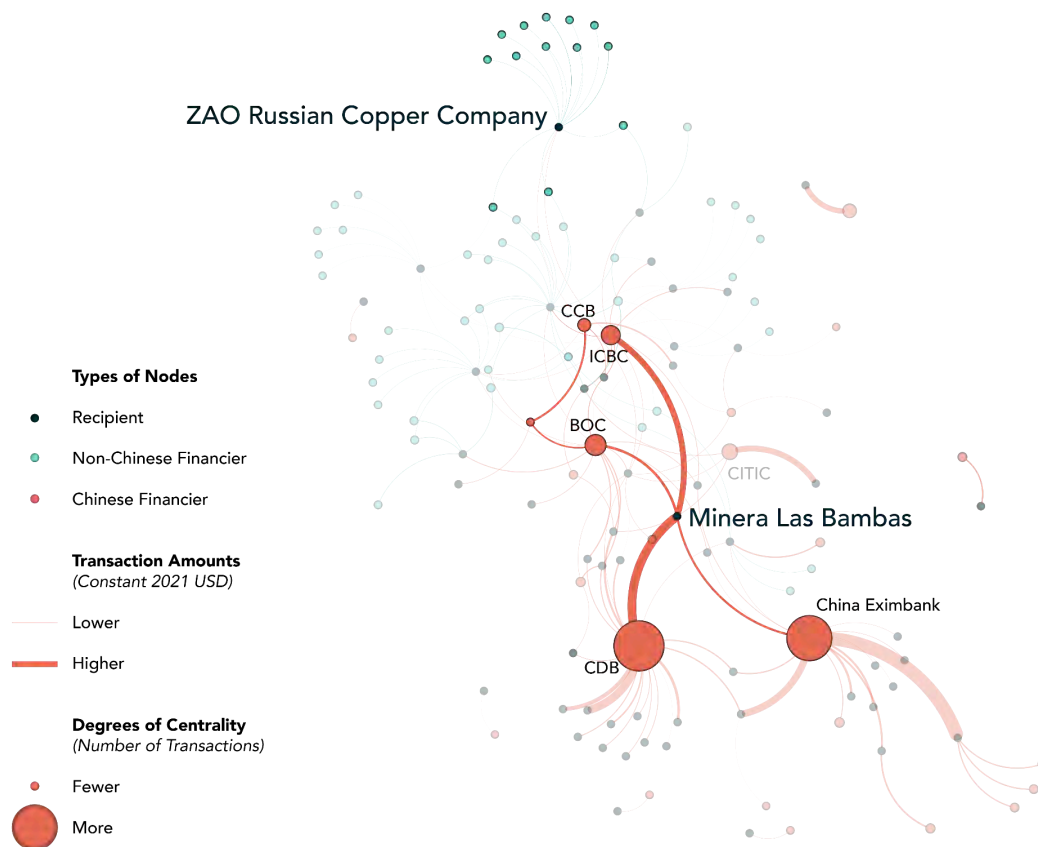 ZAO Russian Copper Company
CCB
ICBC
BOC
CITIC
Minera Las Bambas
China Eximbank
CDB
Types of Nodes
Recipient
Non-Chinese Financier
Chinese Financier
Transaction Amounts
(Constant 2021 USD)
Lower
Higher
Degrees of Centrality
(Number of Transactions)
Fewer
More